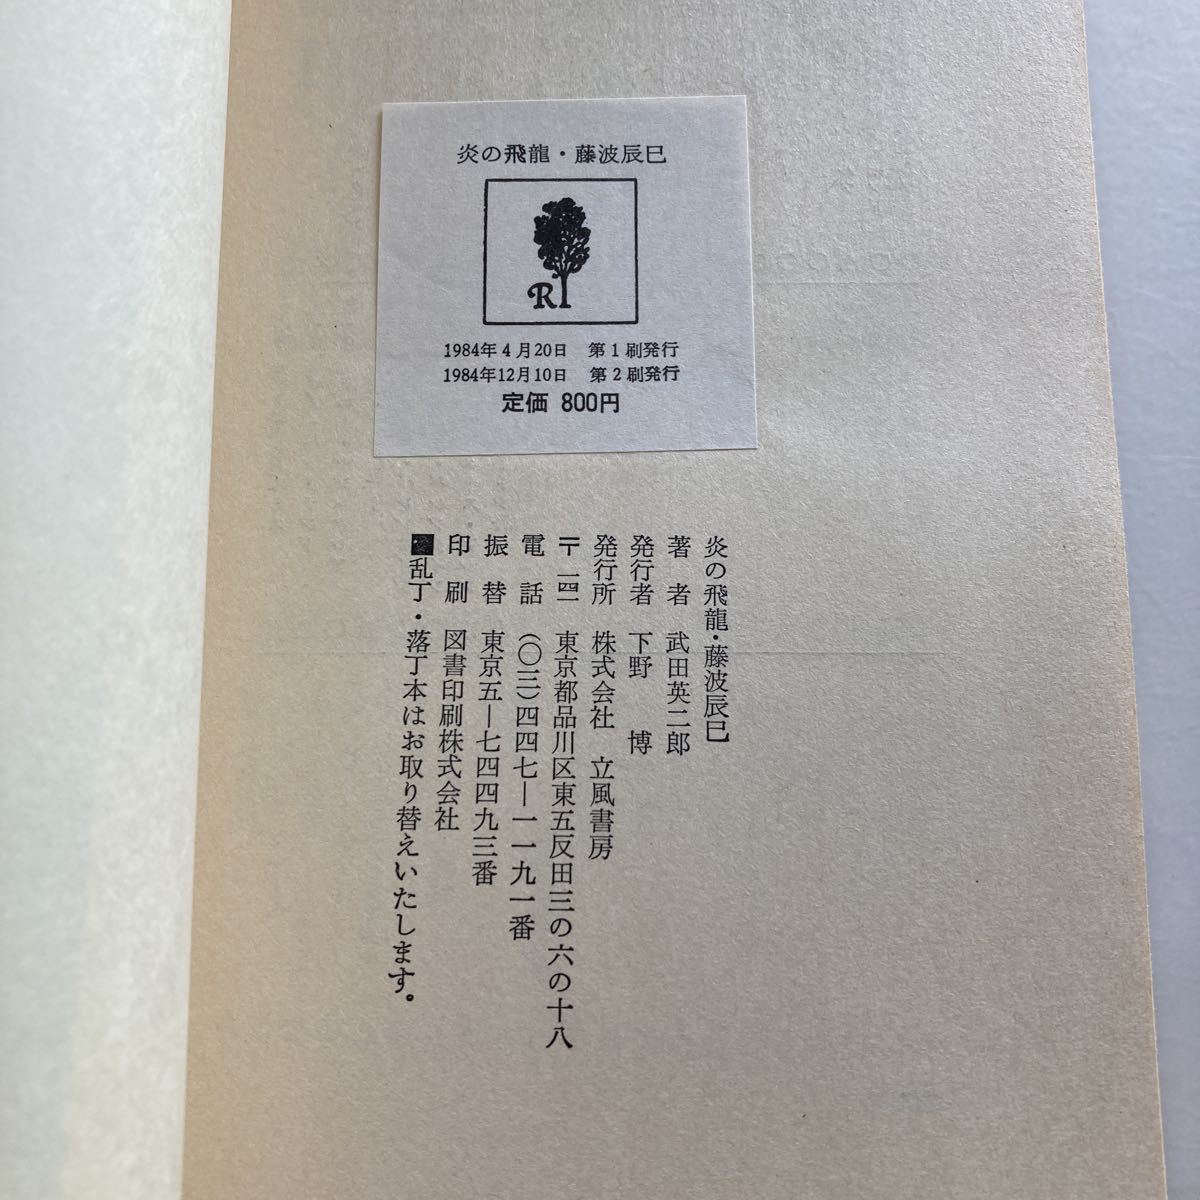 炎の飛龍・藤波辰巳
R
1984年4月20日　第1刷発行
1984年12月10日　第2刷発行
定価 800円
炎の飛龍・藤波辰巳
著者　武田英二郎
発行者　下野　博
発行所　株式会社　立風書房
〒一四一　東京都品川区東五反田三の六の十八
電話　(〇三)四四七―一一九一番
振替　東京五―七四四九三番
印刷　図書印刷株式会社
■乱丁・落丁本はお取り替えいたします。